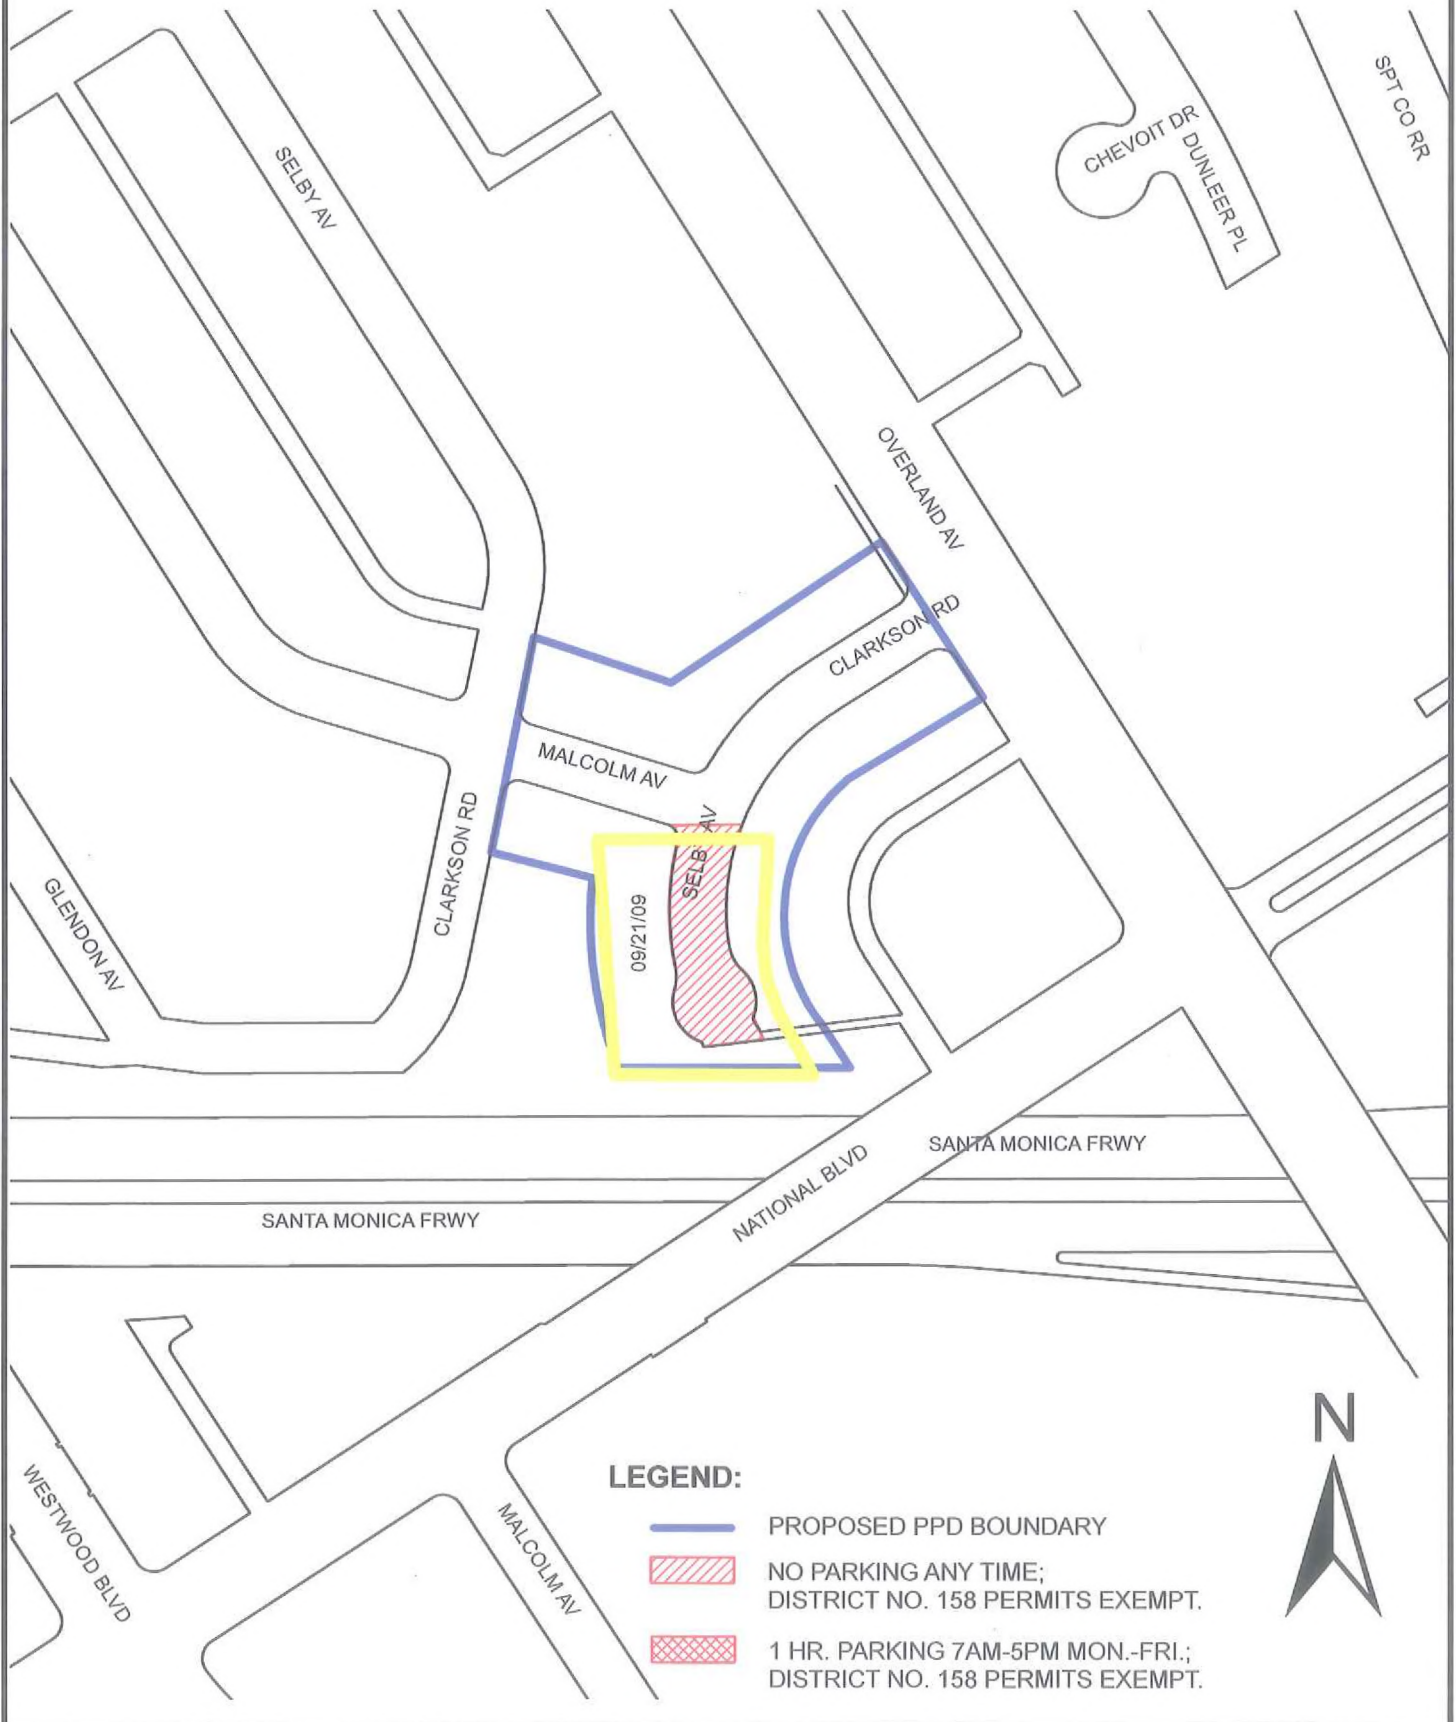 SPT CO RR
CHEVOIT DR
DUNLEER PL
SELBY AV
OVERLAND AV
CLARKSON RD
MALCOLM AV
SELBY AV
CLARKSON RD
GLENDON AV
09/21/09
SANTA MONICA FRWY
NATIONAL BLVD
SANTA MONICA FRWY
WESTWOOD BLVD
MALCOLM AV
N
LEGEND:
PROPOSED PPD BOUNDARY
NO PARKING ANY TIME;
DISTRICT NO. 158 PERMITS EXEMPT.
1 HR. PARKING 7AM-5PM MON.-FRI.;
DISTRICT NO. 158 PERMITS EXEMPT.